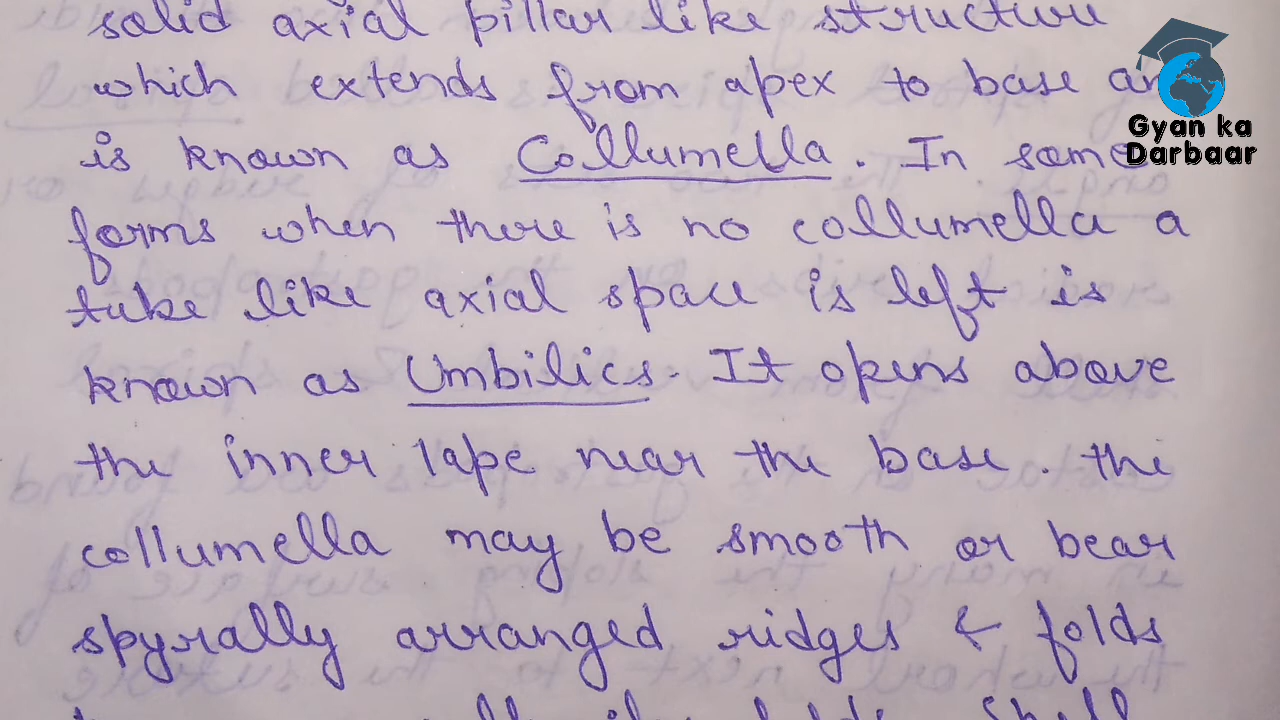 solid axial pillar like structure
which extends from apex to base an
is known as Collumella. In some
forms when there is no collumella a
tube like axial space is left is
known as Umbilics. It opens above
the inner lape near the base. the
collumella may be smooth or bear
spyrally arranged ridges & folds
Shell
Gyan ka
Darbaar